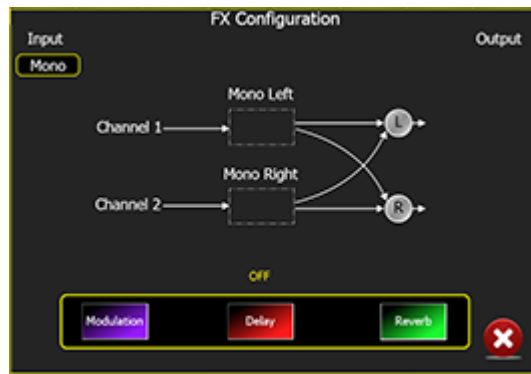 FX Configuration
Input
Output
Mono
Mono Left
Channel 1
L
Mono Right
Channel 2
R
OFF
Modulation
Delay
Reverb